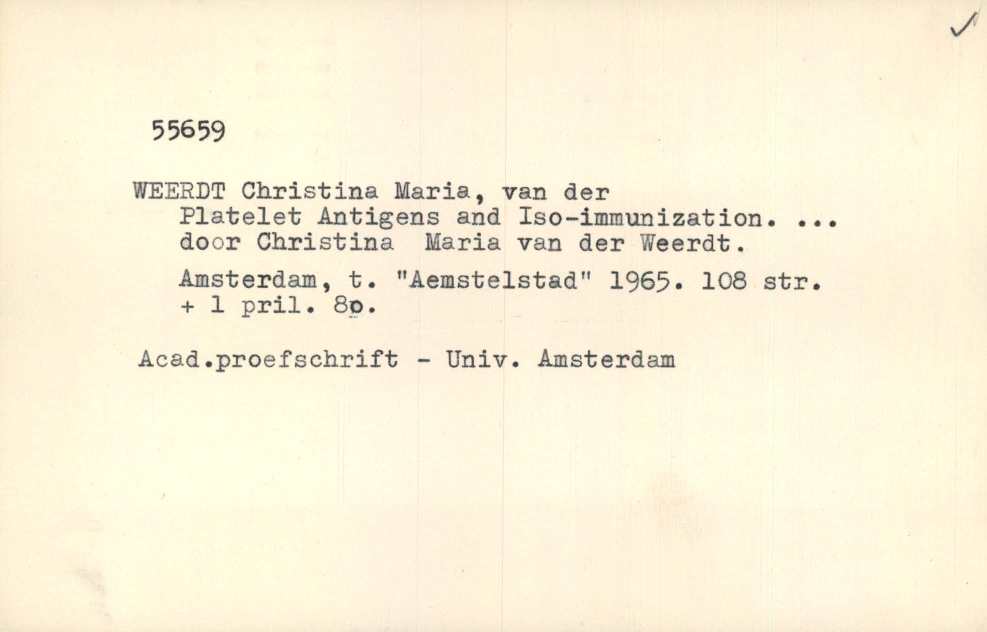 55659
WEERDT Christina Maria, van der
Platelet Antigens and Iso-immunization. ...
door Christina Maria van der Weerdt.
Amsterdam, t. "Aemstelstad" 1965. 108 str.
+ 1 pril. 8o.
Acad.proefschrift - Univ. Amsterdam